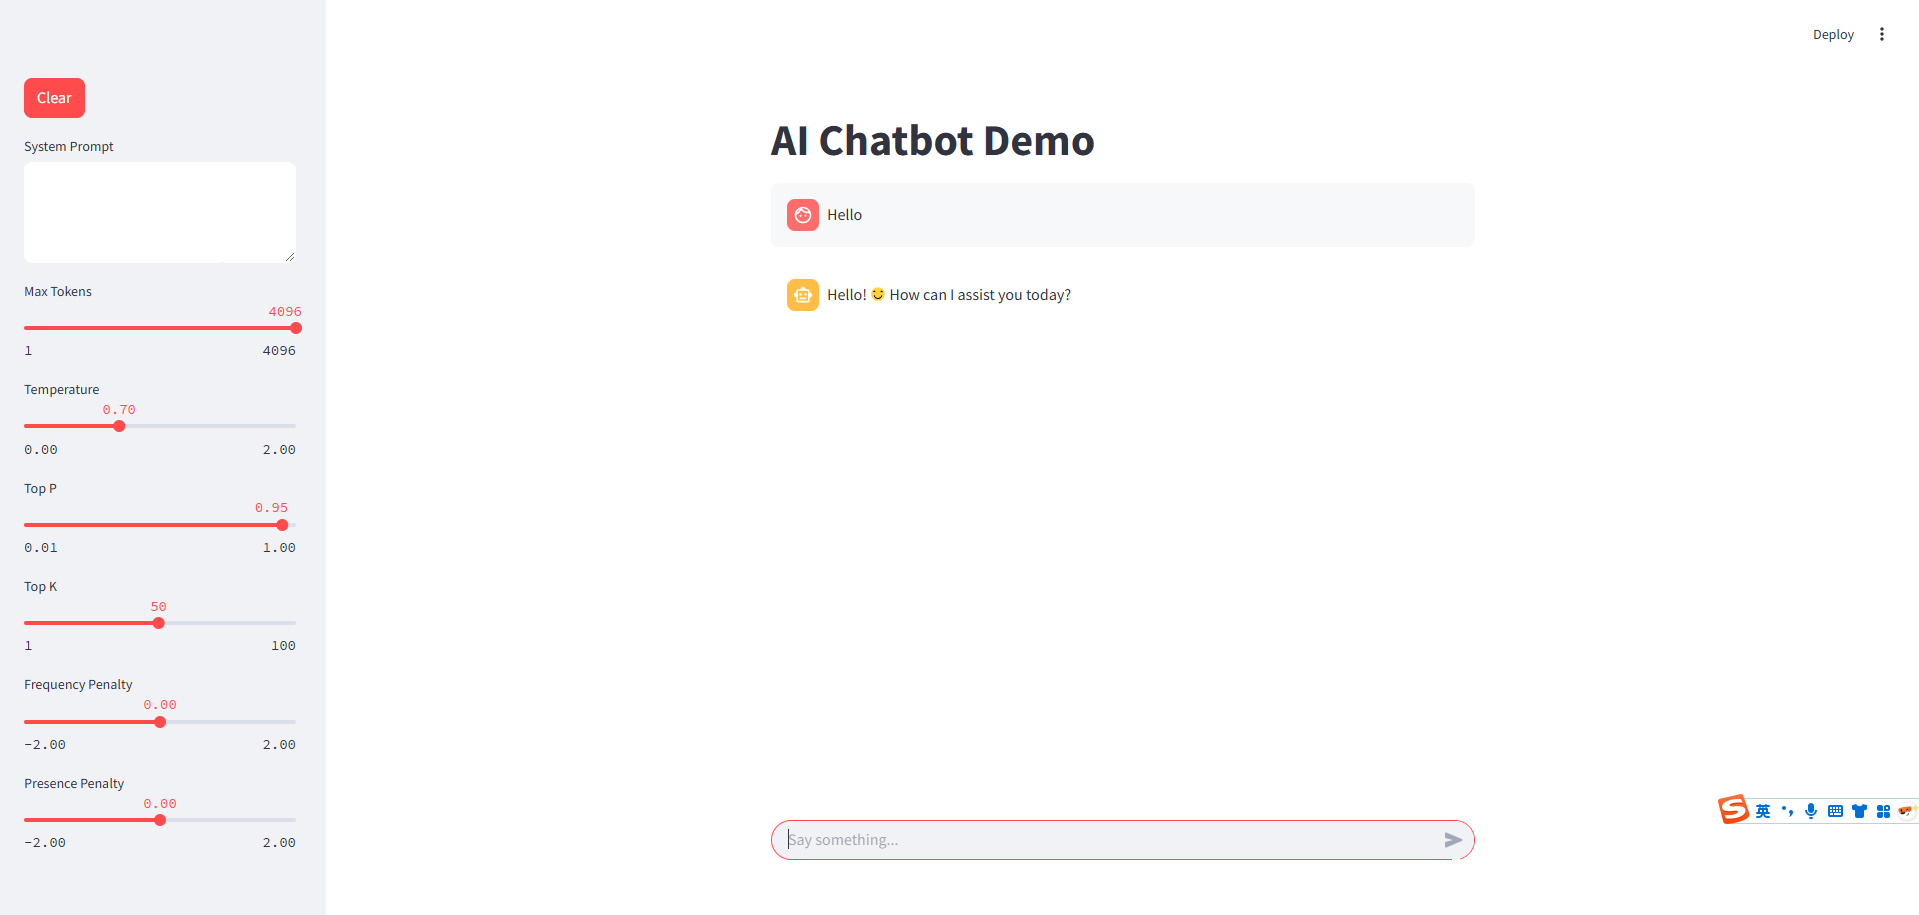 Deploy
Clear
System Prompt
Max Tokens
4096
1 4096
Temperature
0.70
0.00 2.00
Top P
0.95
0.01 1.00
Top K
50
1 100
Frequency Penalty
0.00
-2.00 2.00
Presence Penalty
0.00
-2.00 2.00
AI Chatbot Demo
Hello
Hello! 😃 How can I assist you today?
Say something...
S 英 •,